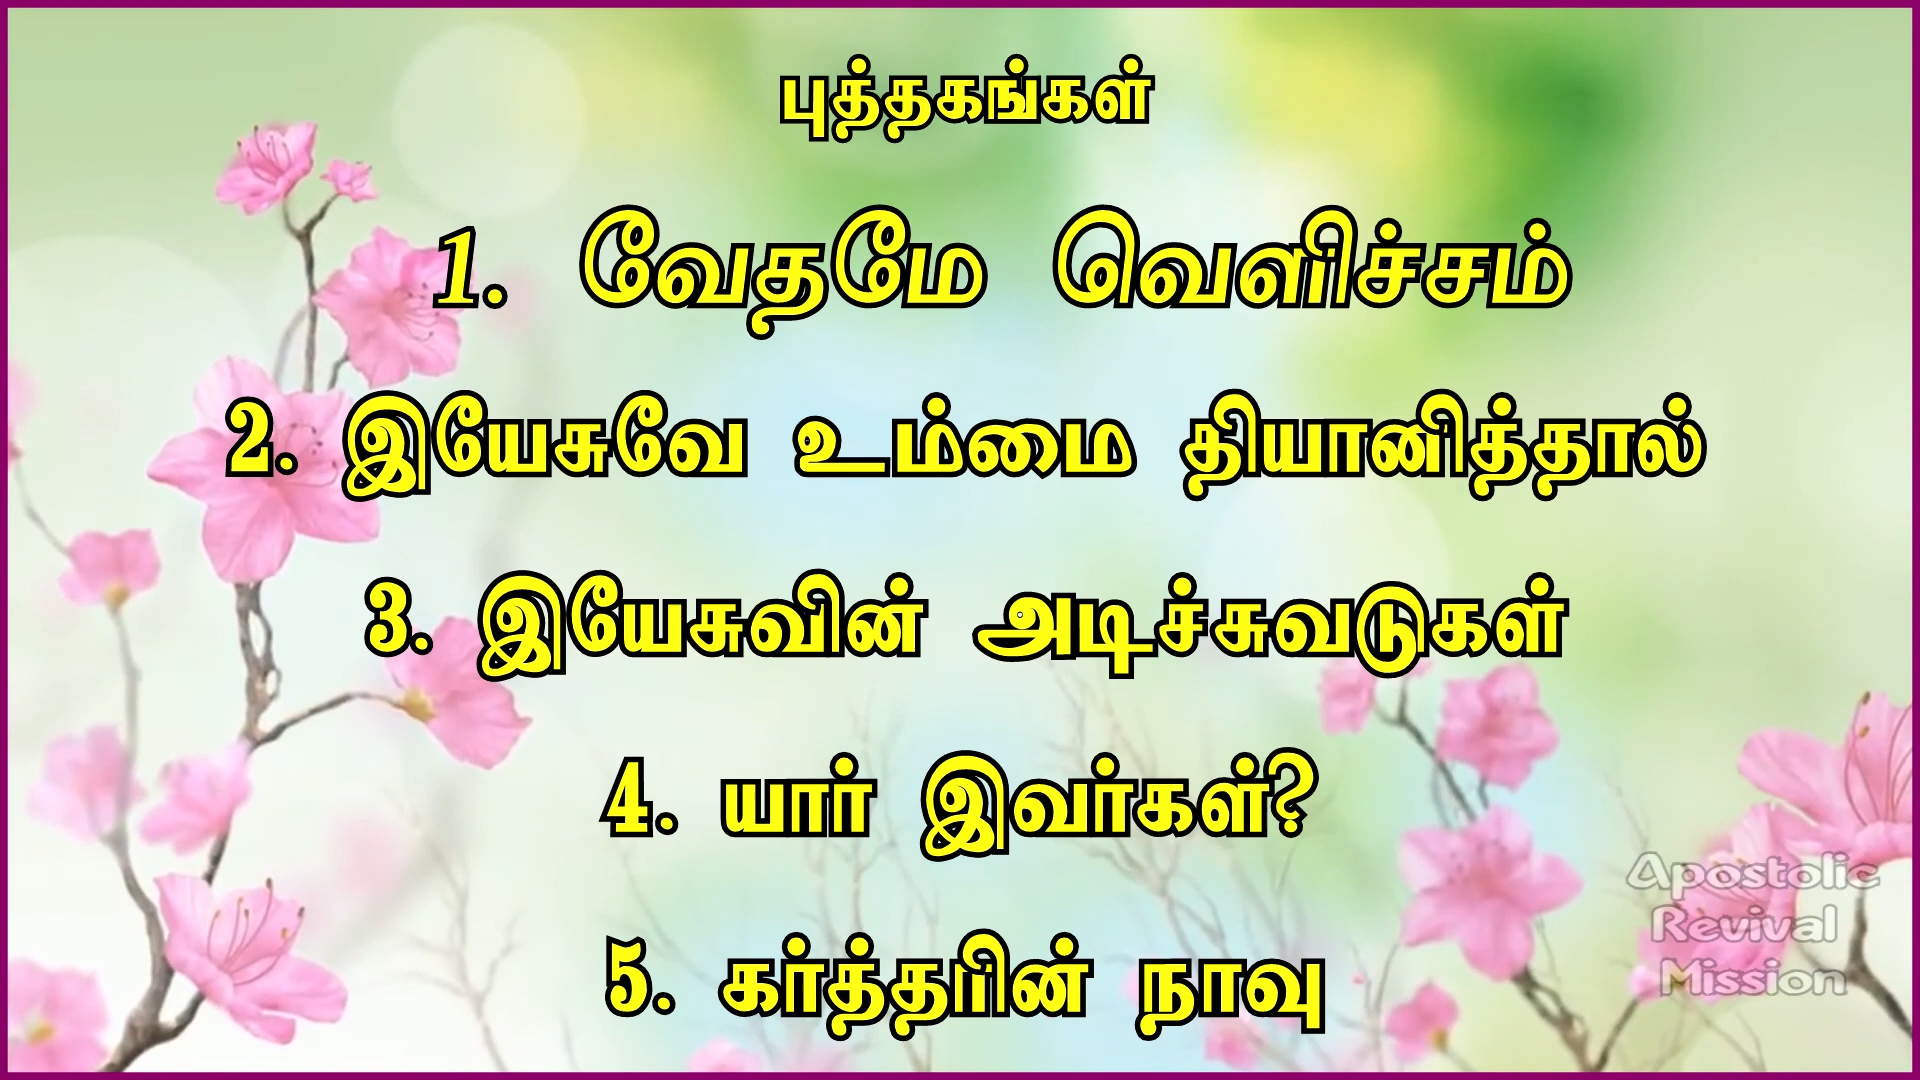 புத்தகங்கள்
1. வேதமே வெளிச்சம்
2. இயேசுவே உம்மை தியானித்தால்
3. இயேசுவின் அடிச்சுவடுகள்
4. யார் இவர்கள்?
5. கர்த்தரின் நாவு
Apostolic
Revival
Mission